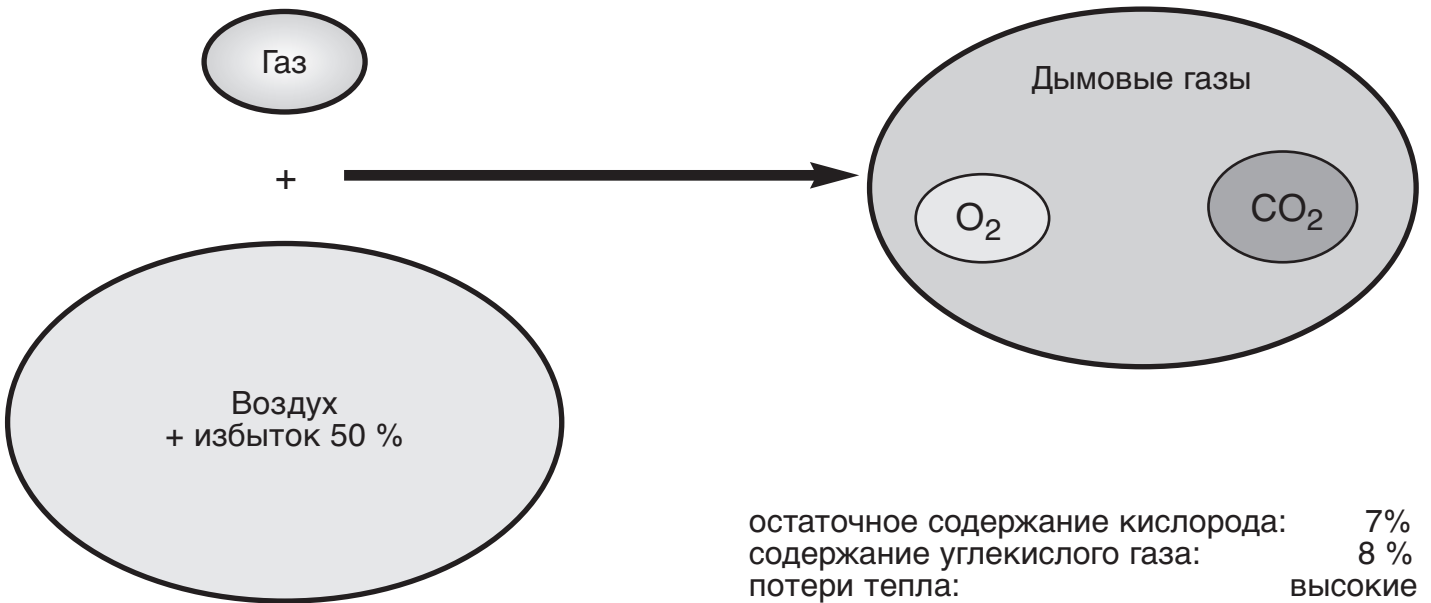 Газ
+
Воздух
+ избыток 50 %
Дымовые газы
O₂
CO₂
остаточное содержание кислорода: 7%
содержание углекислого газа: 8 %
потери тепла: высокие